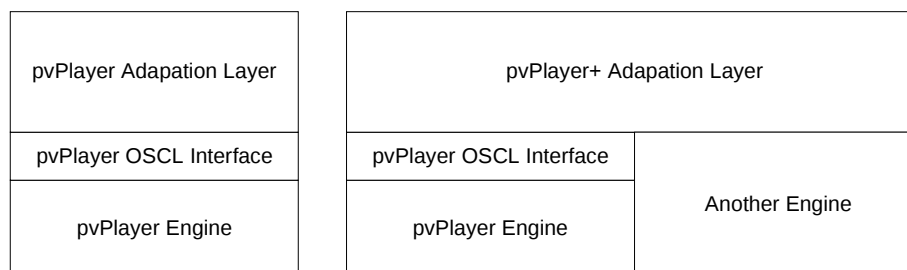 pvPlayer Adapation Layer
pvPlayer OSCL Interface
pvPlayer Engine
pvPlayer+ Adapation Layer
pvPlayer OSCL Interface
pvPlayer Engine
Another Engine